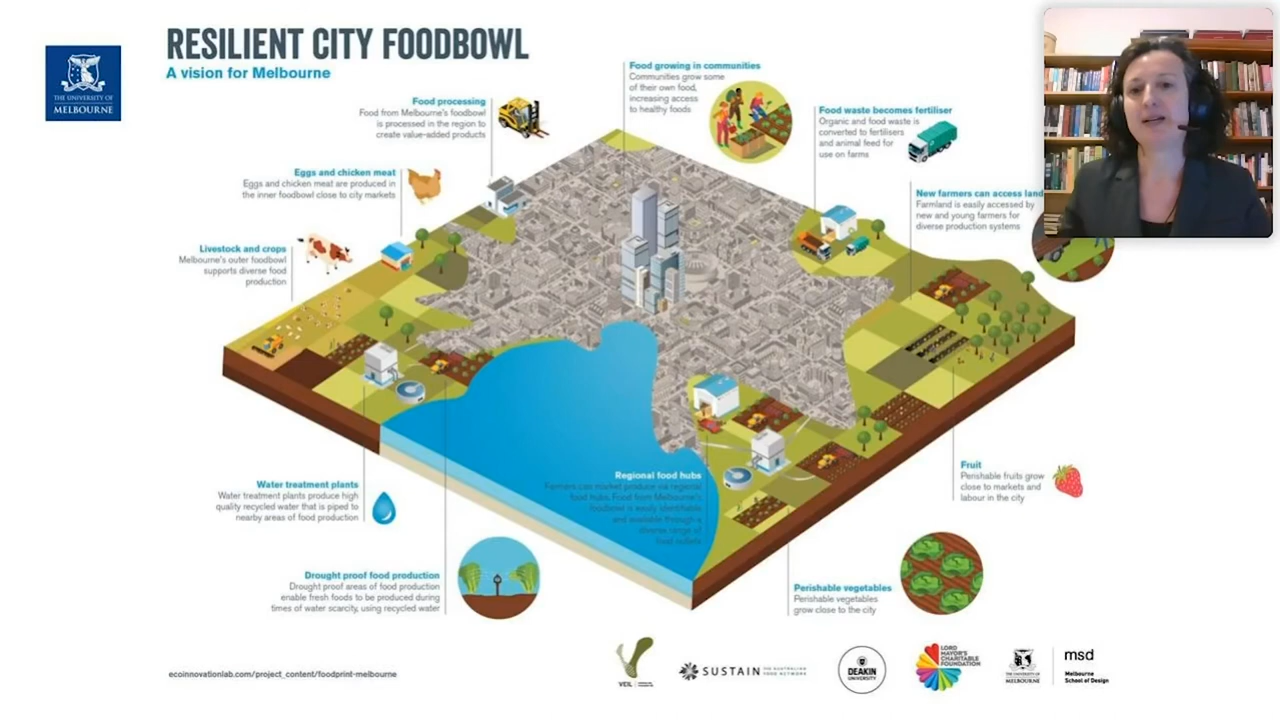 RESILIENT CITY FOODBOWL
A vision for Melbourne
THE UNIVERSITY OF
MELBOURNE
Food growing in communities
Communities grow some
of their own food,
increasing access
to healthy foods
Food processing
Food from Melbourne's foodbowl
is processed in the region to
create value-added products
Food waste becomes fertiliser
Organic and food waste is
converted to fertilisers
and animal feed for
use on farms
Eggs and chicken meat
Eggs and chicken meat are produced in
the inner foodbowl close to city markets
New farmers can access land
Farmland is easily accessed by
new and young farmers for
diverse production systems
Livestock and crops
Melbourne's outer foodbowl
supports diverse food
production
Regional food hubs
Farmers can market produce via regional
food hubs. Food from Melbourne's
foodbowl is easily identifiable
and available through a
diverse range of
food outlets
Fruit
Perishable fruits grow
close to markets and
labour in the city
Water treatment plants
Water treatment plants produce high
quality recycled water that is piped to
nearby areas of food production
Drought proof food production
Drought proof areas of food production
enable fresh foods to be produced during
times of water scarcity, using recycled water
Perishable vegetables
Perishable vegetables
grow close to the city
ecoinnovationlab.com/project_content/foodprint-melbourne
VEIL
SUSTAIN THE AUSTRALIAN
FOOD NETWORK
DEAKIN
UNIVERSITY
LORD
MAYOR'S
CHARITABLE
FOUNDATION
THE UNIVERSITY OF
MELBOURNE
msd
Melbourne
School of Design